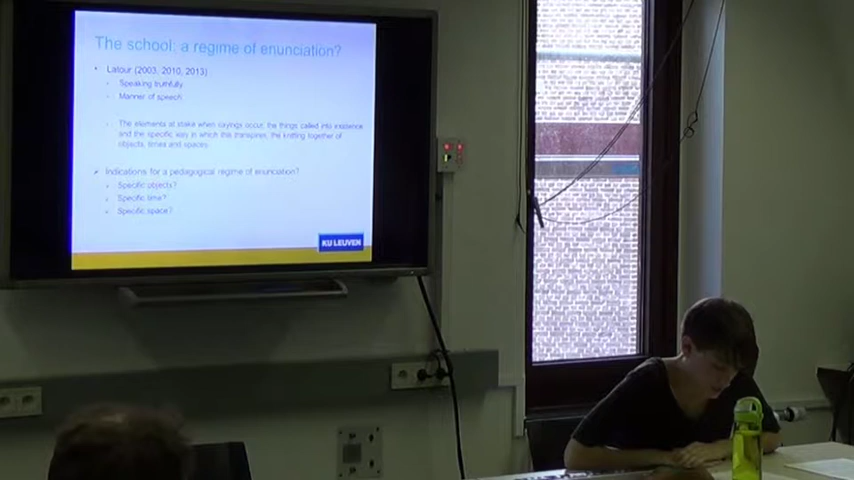 The school: a regime of enunciation?
Latour (2003, 2010, 2013)
Speaking truthfully
Manner of speech
The elements at stake when sayings occur, the things called into existence
and the specific way in which this transpires, the knitting together of
objects, times and spaces.
Indications for a pedagogical regime of enunciation?
Specific objects?
Specific time?
Specific space?
KU LEUVEN